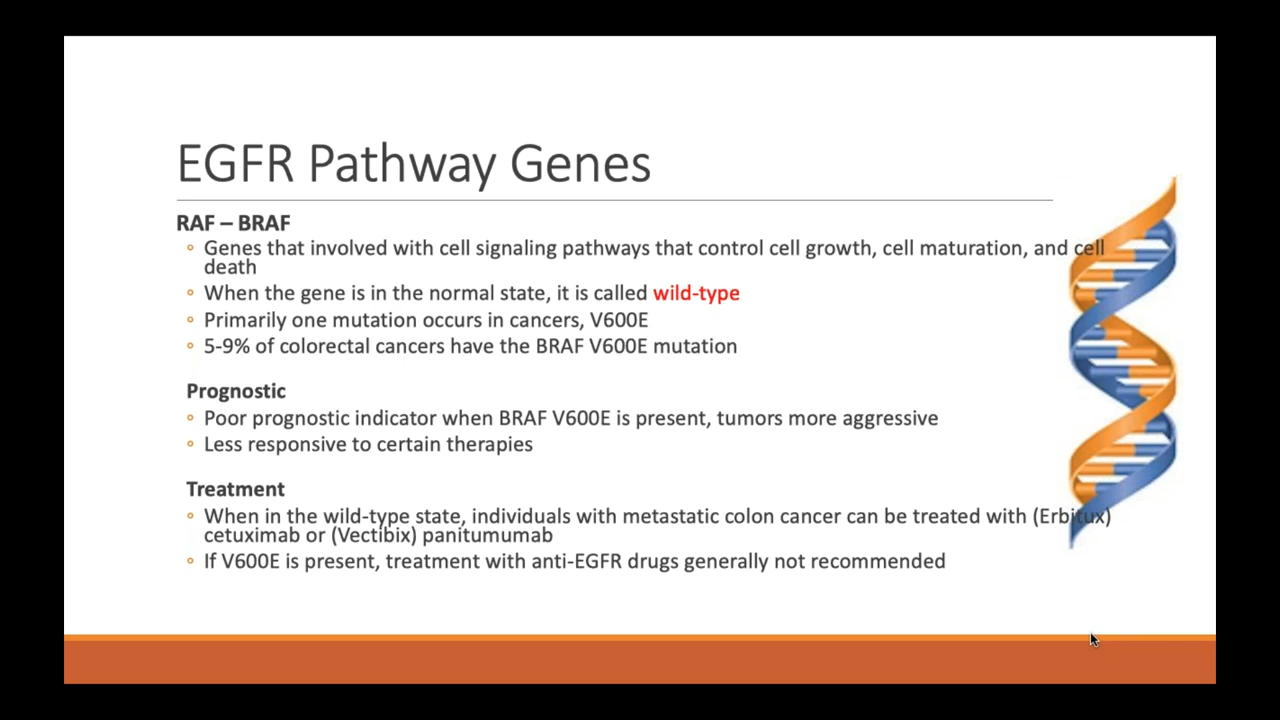 EGFR Pathway Genes
RAF – BRAF
◦ Genes that involved with cell signaling pathways that control cell growth, cell maturation, and cell
death
◦ When the gene is in the normal state, it is called wild-type
◦ Primarily one mutation occurs in cancers, V600E
◦ 5-9% of colorectal cancers have the BRAF V600E mutation
Prognostic
◦ Poor prognostic indicator when BRAF V600E is present, tumors more aggressive
◦ Less responsive to certain therapies
Treatment
◦ When in the wild-type state, individuals with metastatic colon cancer can be treated with (Erbitux)
cetuximab or (Vectibix) panitumumab
◦ If V600E is present, treatment with anti-EGFR drugs generally not recommended